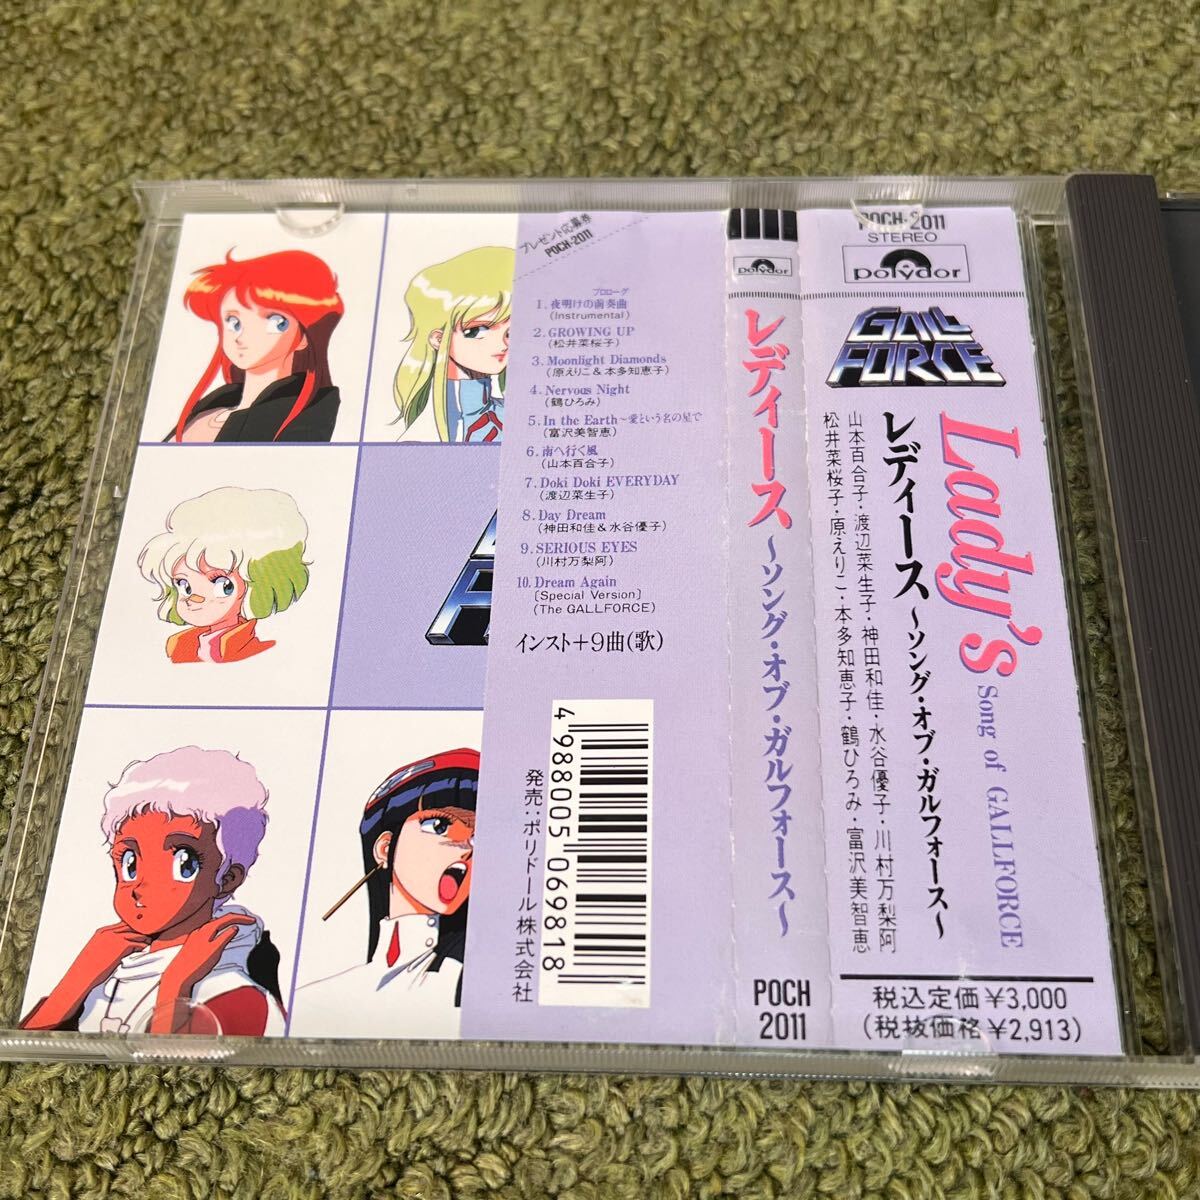 プレゼント応募券
POCH-2011
プロローグ
1. 夜明けの前奏曲
(Instrumental)
2. GROWING UP
(松井菜桜子)
3. Moonlight Diamonds
(原えりこ&本多知恵子)
4. Nervous Night
(鶴ひろみ)
5. In the Earth~愛という名の星で
(富沢美智恵)
6. 南へ行く風
(山本百合子)
7. Doki Doki EVERYDAY
(渡辺菜生子)
8. Day Dream
(神田和佳&水谷優子)
9. SERIOUS EYES
(川村万梨阿)
10. Dream Again
[Special Version]
(The GALLFORCE)
インスト+9曲(歌)
4988005069818
発売:ポリドール株式会社
polydor
レディース~ソング・オブ・ガルフォース~
POCH
2011
POCH-2011
STEREO
polydor
GALL
FORCE
Lady's
Song of GALLFORCE
レディース~ソング・オブ・ガルフォース~
山本百合子・渡辺菜生子・神田和佳・水谷優子・川村万梨阿
松井菜桜子・原えりこ・本多知恵子・鶴ひろみ・富沢美智恵
税込定価¥3,000
(税抜価格¥2,913)